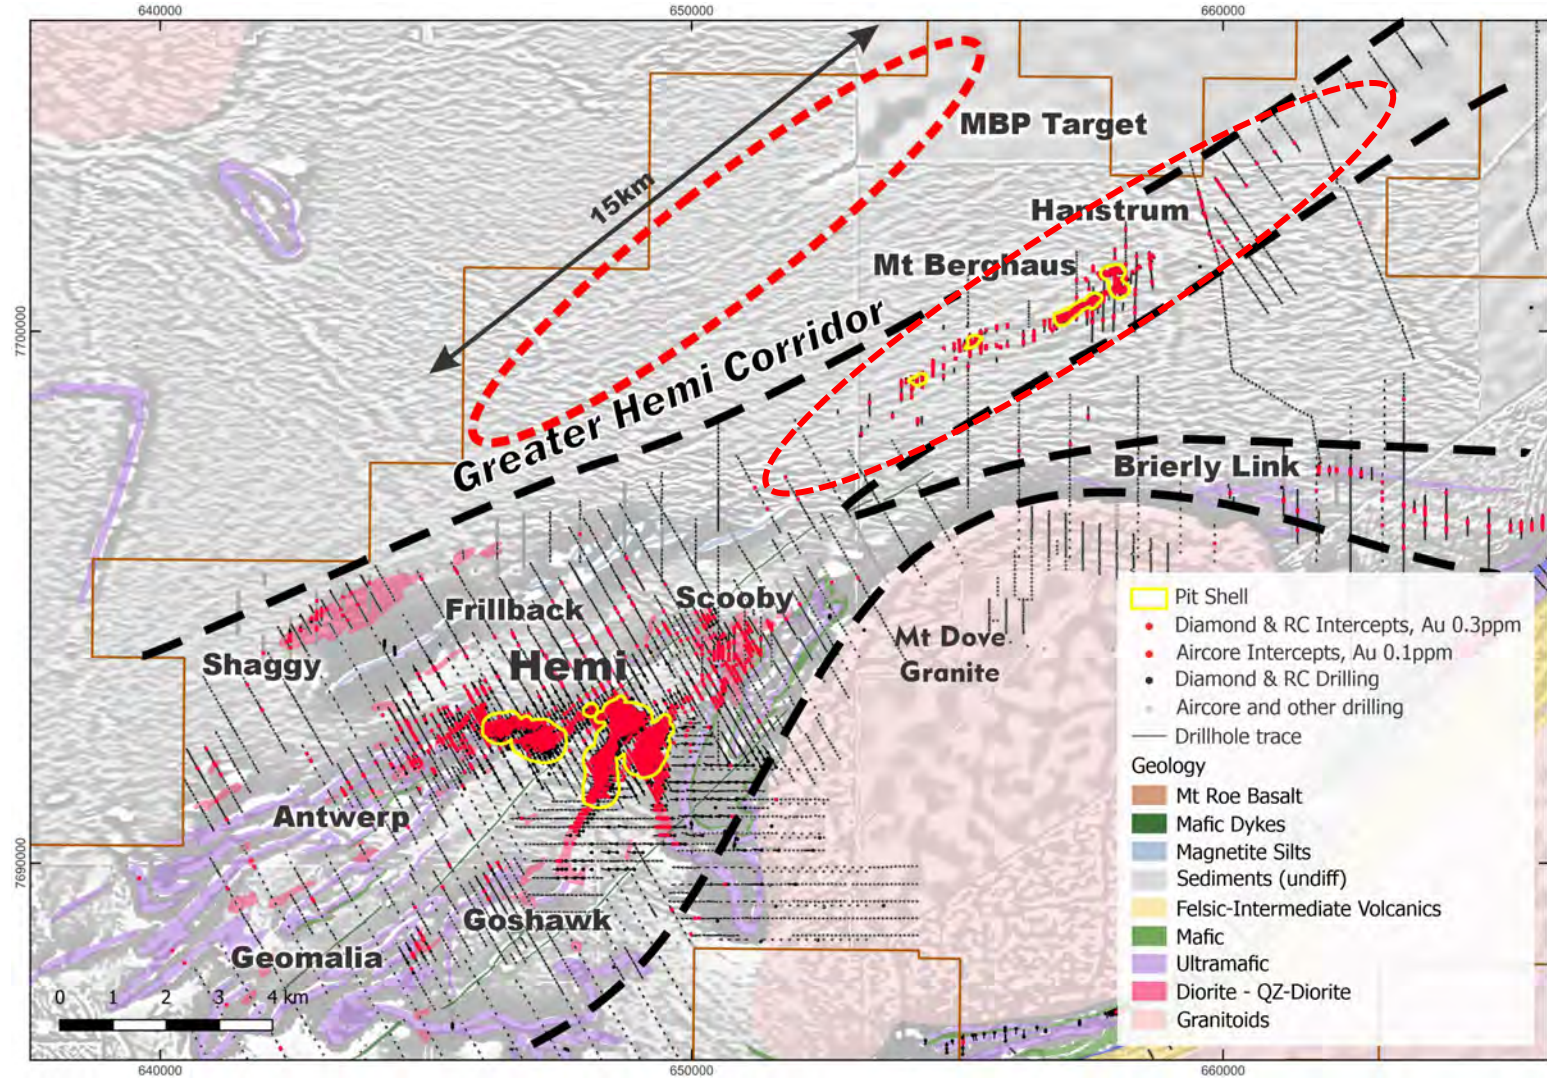 640000
650000
660000
MBP Target
15km
Hanstrum
Mt Berghaus
7700000
Greater Hemi Corridor
Brierly Link
Scooby
Frillback
Shaggy
Hemi
Mt Dove
Granite
Antwerp
7690000
Goshawk
Geomalia
0 1 2 3 4 km
Pit Shell
Diamond & RC Intercepts, Au 0.3ppm
Aircore Intercepts, Au 0.1ppm
Diamond & RC Drilling
Aircore and other drilling
Drillhole trace
Geology
Mt Roe Basalt
Mafic Dykes
Magnetite Silts
Sediments (undiff)
Felsic-Intermediate Volcanics
Mafic
Ultramafic
Diorite - QZ-Diorite
Granitoids
640000
650000
660000